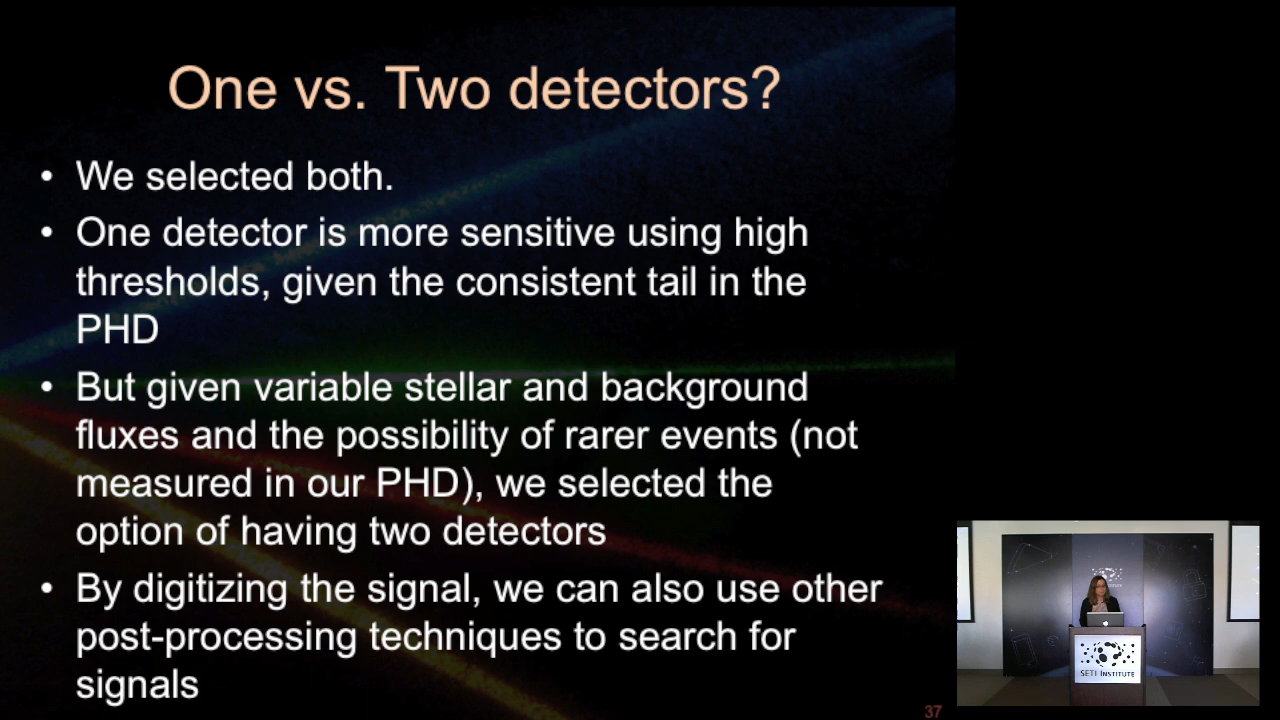 One vs. Two detectors?
• We selected both.
• One detector is more sensitive using high
thresholds, given the consistent tail in the
PHD
• But given variable stellar and background
fluxes and the possibility of rarer events (not
measured in our PHD), we selected the
option of having two detectors
• By digitizing the signal, we can also use other
post-processing techniques to search for
signals
37
SETI INSTITUTE